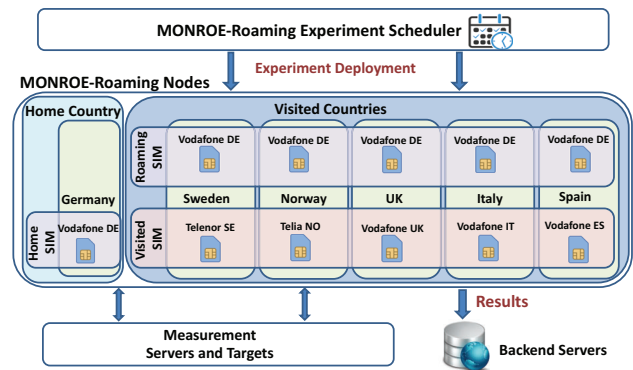 MONROE-Roaming Experiment Scheduler
Experiment Deployment
MONROE-Roaming Nodes
Home Country
Visited Countries
Roaming
SIM
Vodafone DE
Vodafone DE
Vodafone DE
Vodafone DE
Vodafone DE
Germany
Sweden
Norway
UK
Italy
Spain
Home
SIM
Vodafone DE
Visited
SIM
Telenor SE
Telia NO
Vodafone UK
Vodafone IT
Vodafone ES
Results
Measurement
Servers and Targets
Backend Servers